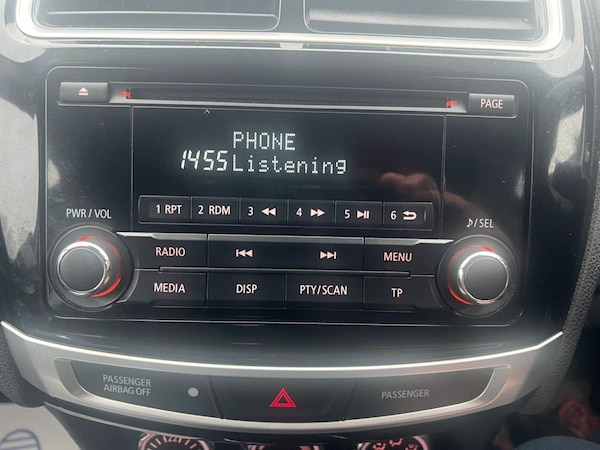 PAGE
PHONE
1455 Listening
1 RPT 2 RDM 3 4 5 6
PWR / VOL
♪/SEL
RADIO MENU
MEDIA DISP PTY/SCAN TP
PASSENGER
AIRBAG OFF
PASSENGER